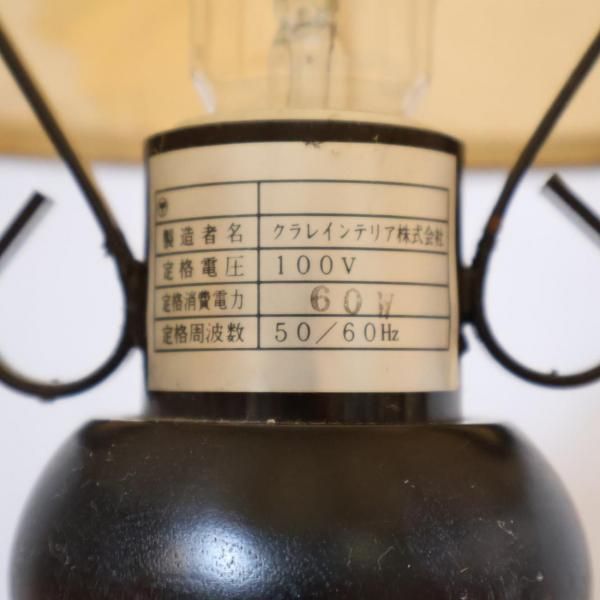 製造者名 クラレインテリア株式会社
定格電圧 100V
定格消費電力 60W
定格周波数 50/60Hz